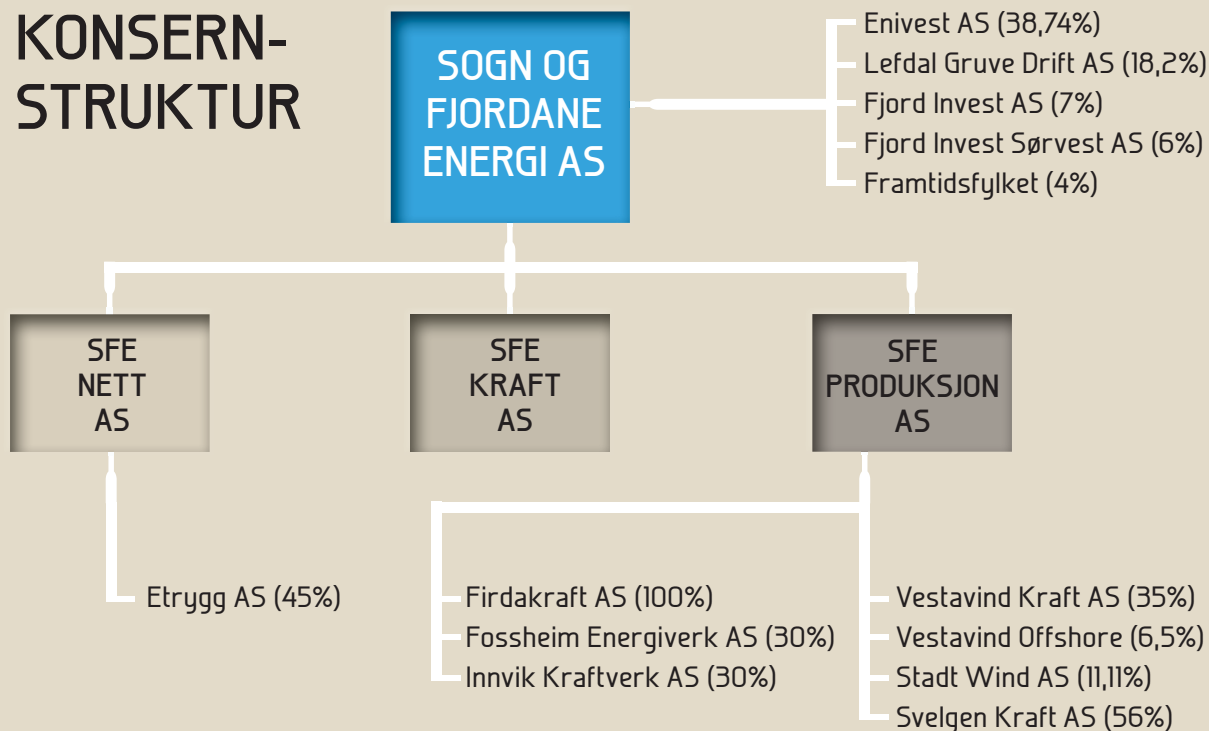 KONSERN-
STRUKTUR
SOGN OG
FJORDANE
ENERGI AS
Enivest AS (38,74%)
Lefdal Gruve Drift AS (18,2%)
Fjord Invest AS (7%)
Fjord Invest Sørvest AS (6%)
Framtidsfylket (4%)
SFE
NETT
AS
SFE
KRAFT
AS
SFE
PRODUKSJON
AS
Etrygg AS (45%)
Firdakraft AS (100%)
Fossheim Energiverk AS (30%)
Innvik Kraftverk AS (30%)
Vestavind Kraft AS (35%)
Vestavind Offshore (6,5%)
Stadt Wind AS (11,11%)
Svelgen Kraft AS (56%)